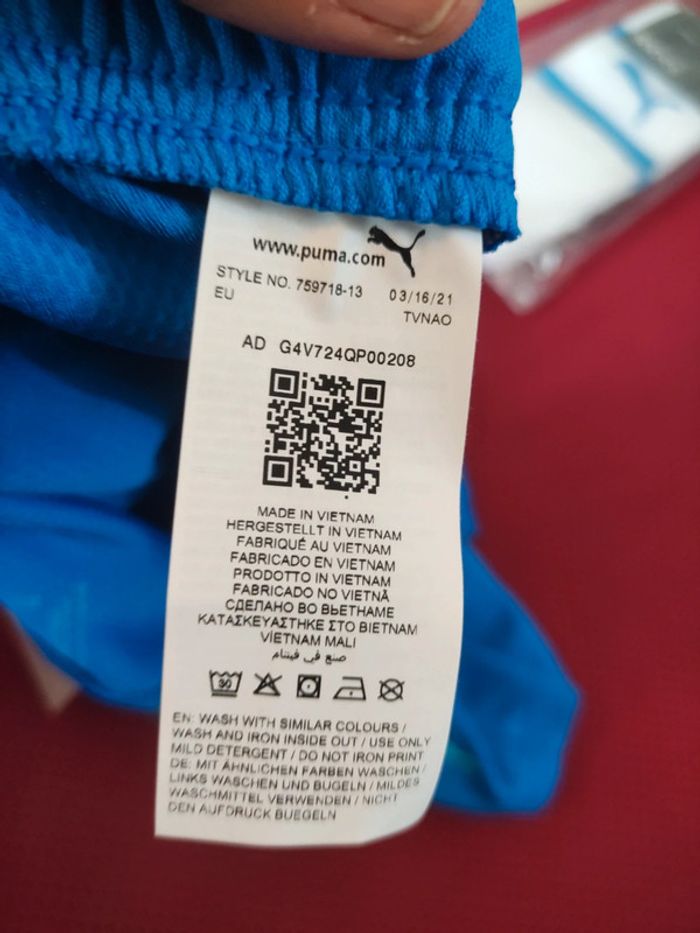 www.puma.com
STYLE NO. 759718-13 03/16/21
EU TVNAO
AD G4V724QP00208
MADE IN VIETNAM
HERGESTELLT IN VIETNAM
FABRIQUÉ AU VIETNAM
FABRICADO EN VIETNAM
PRODOTTO IN VIETNAM
FABRICADO NO VIETNÃ
СДЕЛАНО ВО ВЬЕТНАМЕ
ΚΑΤΑΣΚΕΥΑΣΤΗΚΕ ΣΤΟ ΒΙΕΤΝΑΜ
VİETNAM MALI
صنع في فيتنام
30
EN: WASH WITH SIMILAR COLOURS /
WASH AND IRON INSIDE OUT / USE ONLY
MILD DETERGENT / DO NOT IRON PRINT
DE: MIT ÄHNLICHEN FARBEN WASCHEN /
LINKS WASCHEN UND BUGELN / MILDES
WASCHMITTEL VERWENDEN / NICHT
DEN AUFDRUCK BUEGELN